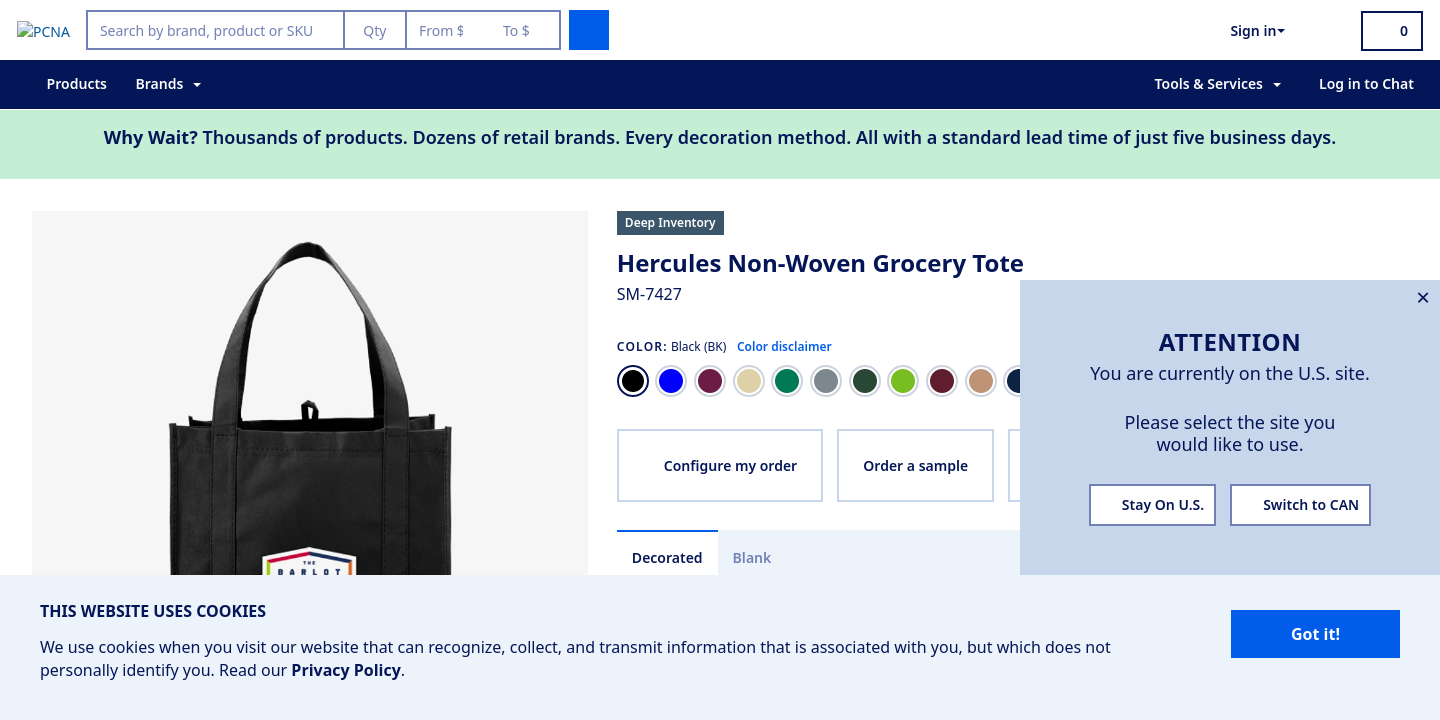 PCNA
Search by brand, product or SKU
Qty
From $
To $
Sign in
0
Products
Brands
Tools & Services
Log in to Chat
Why Wait? Thousands of products. Dozens of retail brands. Every decoration method. All with a standard lead time of just five business days.
Deep Inventory
Hercules Non-Woven Grocery Tote
SM-7427
COLOR: Black (BK) Color disclaimer
Configure my order
Order a sample
Decorated
Blank
THE
BARLOT
✕
ATTENTION
You are currently on the U.S. site.
Please select the site you
would like to use.
Stay On U.S.
Switch to CAN
THIS WEBSITE USES COOKIES
We use cookies when you visit our website that can recognize, collect, and transmit information that is associated with you, but which does not
personally identify you. Read our Privacy Policy.
Got it!